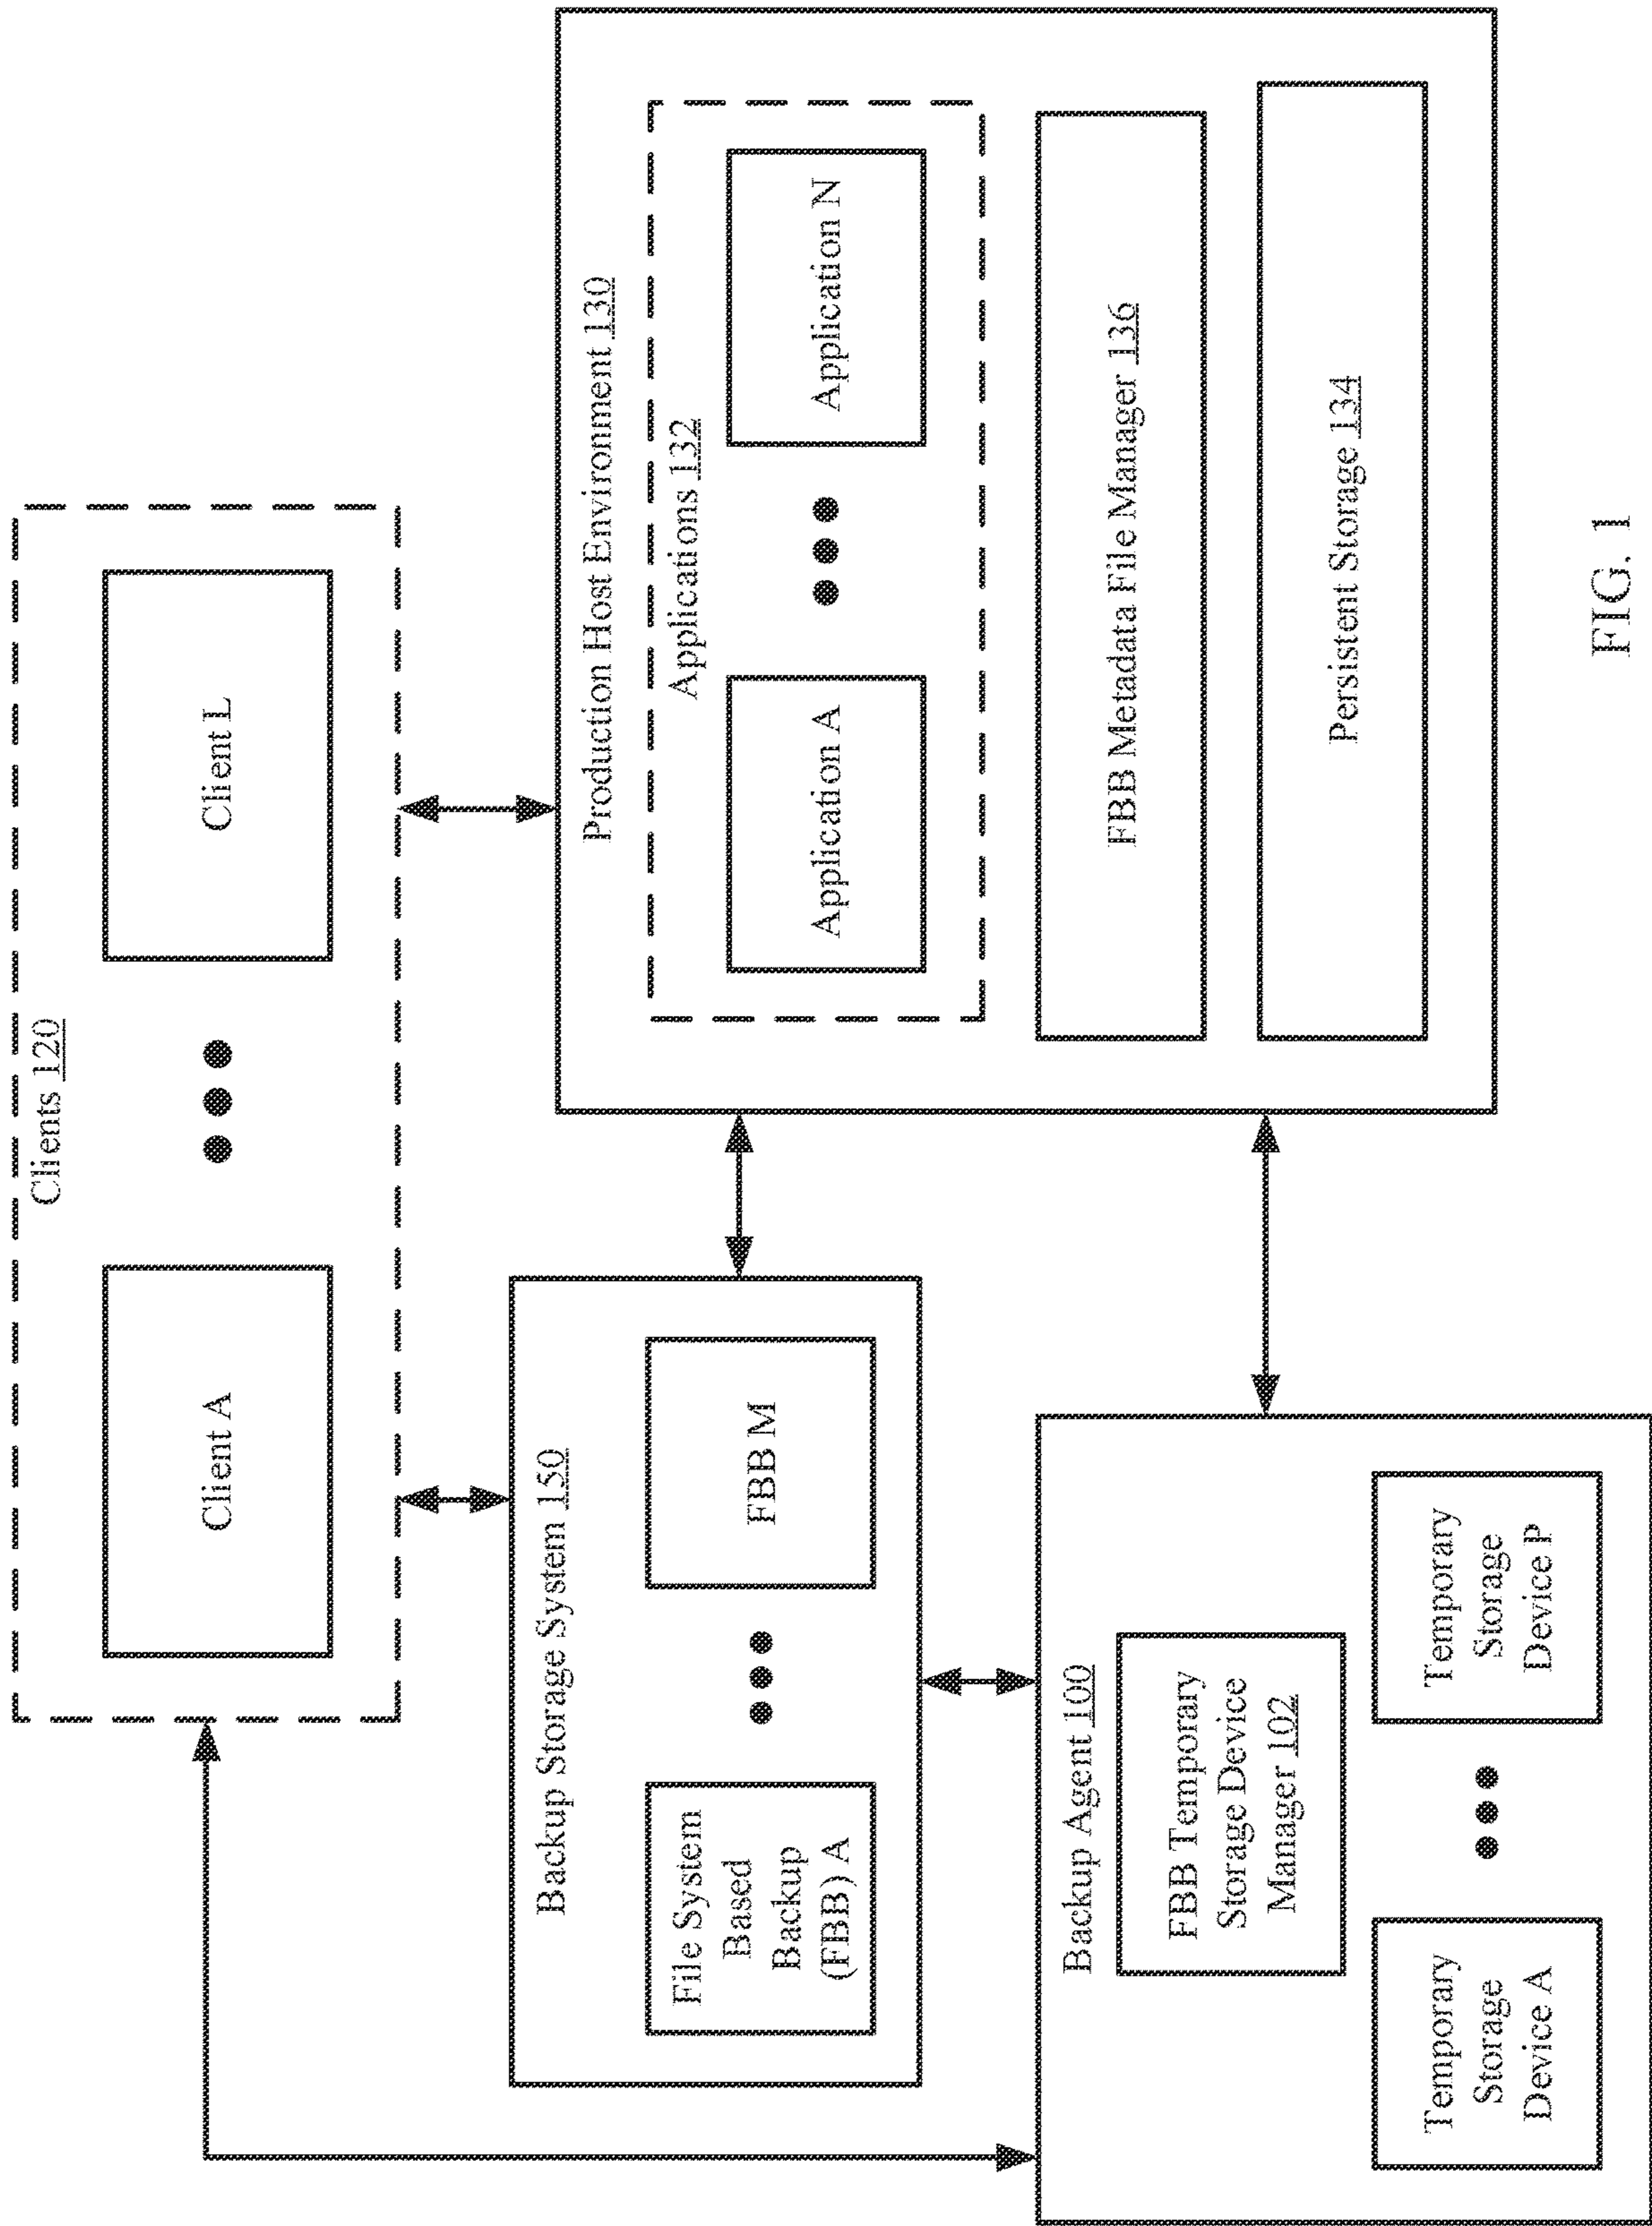 Clients 120
Client A
Client L
Backup Storage System 150
File System
Based
Backup
(FBB) A
FBB M
Production Host Environment 130
Applications 132
Application A
Application N
FBB Metadata File Manager 136
Persistent Storage 134
Backup Agent 100
FBB Temporary
Storage Device
Manager 102
Temporary
Storage
Device A
Temporary
Storage
Device P
FIG. 1